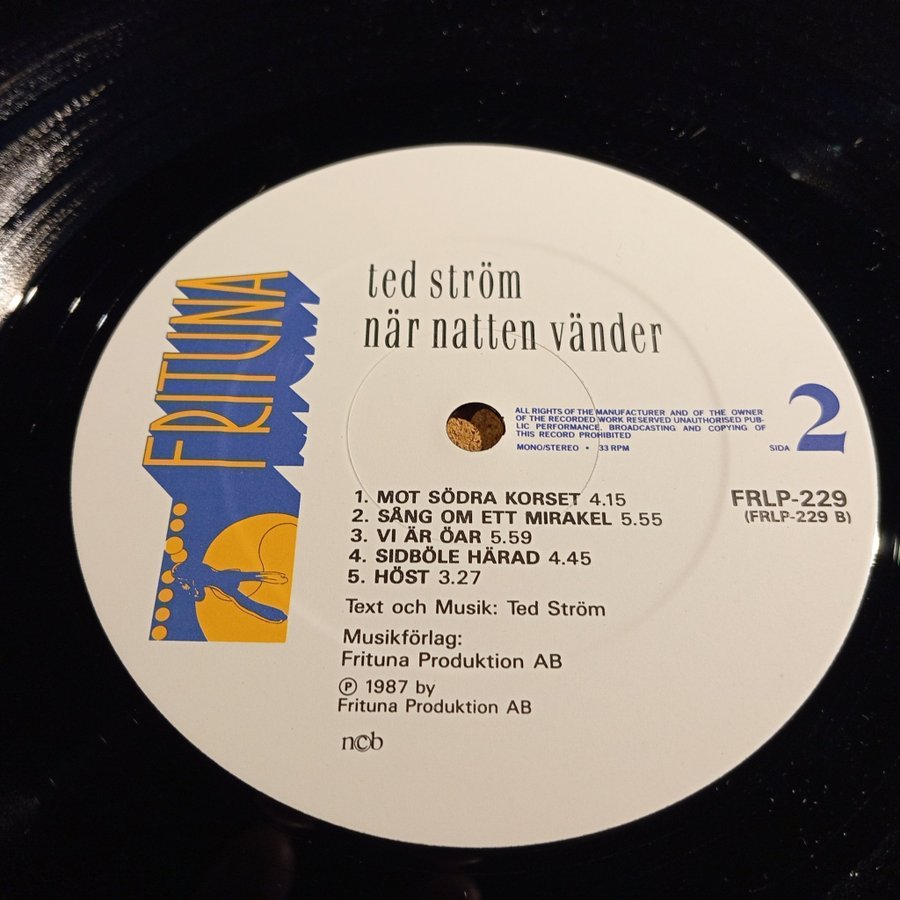 FRITUNA
ted ström
när natten vänder
ALL RIGHTS OF THE MANUFACTURER AND OF THE OWNER
OF THE RECORDED WORK RESERVED UNAUTHORISED PUB-
LIC PERFORMANCE, BROADCASTING AND COPYING OF
THIS RECORD PROHIBITED
MONO/STEREO • 33 RPM
SIDA 2
1. MOT SÖDRA KORSET 4.15
2. SÅNG OM ETT MIRAKEL 5.55
3. VI ÄR ÖAR 5.59
4. SIDBÖLE HÄRAD 4.45
5. HÖST 3.27
FRLP-229
(FRLP-229 B)
Text och Musik: Ted Ström
Musikförlag:
Frituna Produktion AB
℗ 1987 by
Frituna Produktion AB
ncb